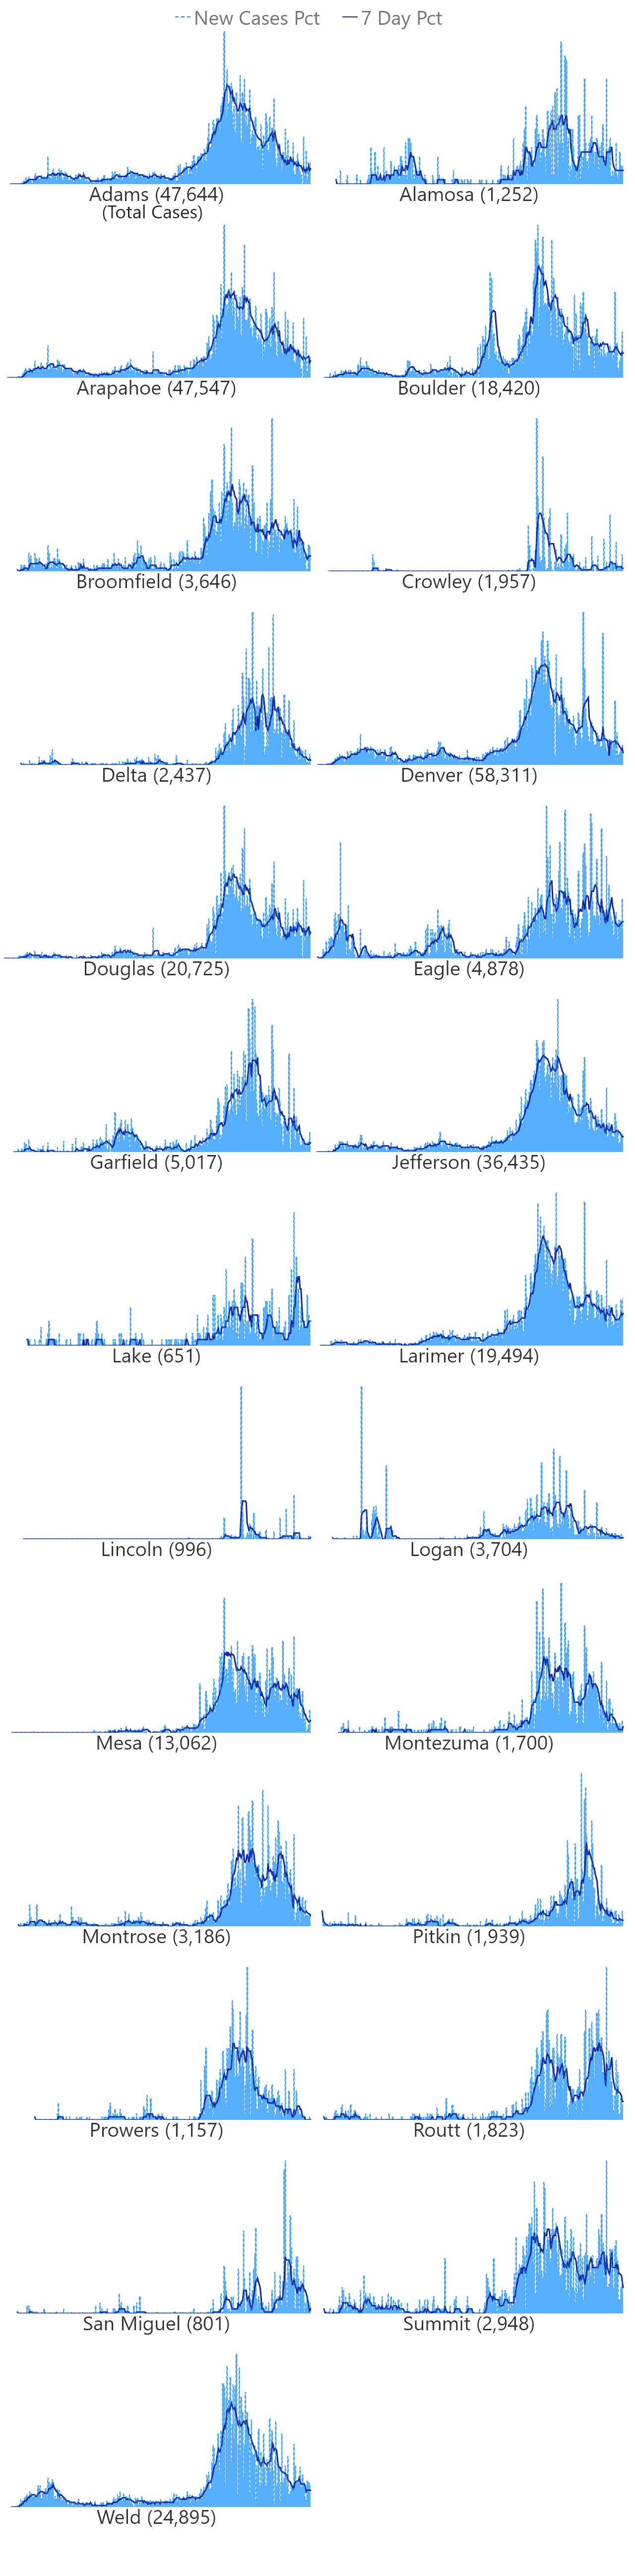 New Cases Pct 7 Day Pct
Adams (47,644) Alamosa (1,252)
(Total Cases)
Arapahoe (47,547) Boulder (18,420)
Broomfield (3,646) Crowley (1,957)
Delta (2,437) Denver (58,311)
Douglas (20,725) Eagle (4,878)
Garfield (5,017) Jefferson (36,435)
Lake (651) Larimer (19,494)
Lincoln (996) Logan (3,704)
Mesa (13,062) Montezuma (1,700)
Montrose (3,186) Pitkin (1,939)
Prowers (1,157) Routt (1,823)
San Miguel (801) Summit (2,948)
Weld (24,895)